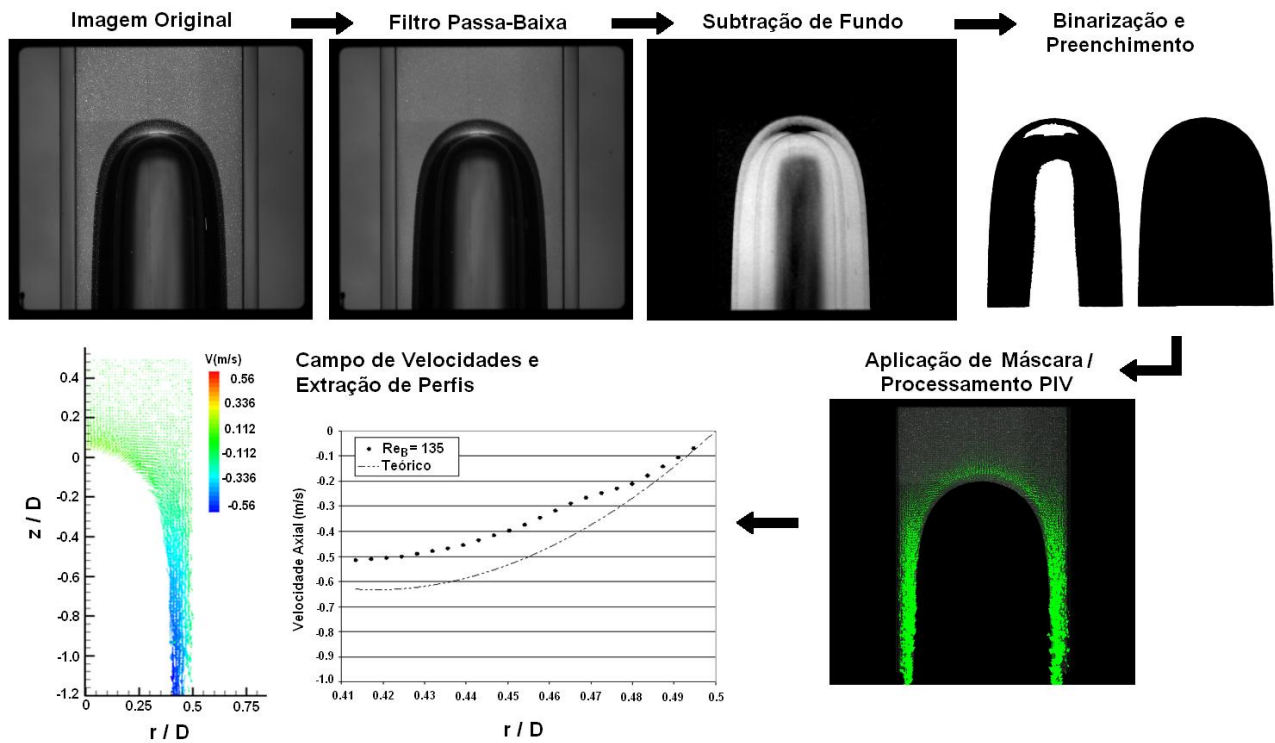 Imagem Original
Filtro Passa-Baixa
Subtração de Fundo
Binarização e
Preenchimento
Aplicação de Máscara /
Processamento PIV
Campo de Velocidades e
Extração de Perfis
V(m/s)
0.56
0.336
0.112
-0.112
-0.336
-0.56
z / D
0.4
0.2
0
-0.2
-0.4
-0.6
-0.8
-1.0
-1.2
0
0.25
0.5
0.75
r / D
Velocidade Axial (m/s)
0
-0.1
-0.2
-0.3
-0.4
-0.5
-0.6
-0.7
-0.8
-0.9
-1.0
ReB = 135
Teórico
0.41
0.42
0.43
0.44
0.45
0.46
0.47
0.48
0.49
0.5
r / D